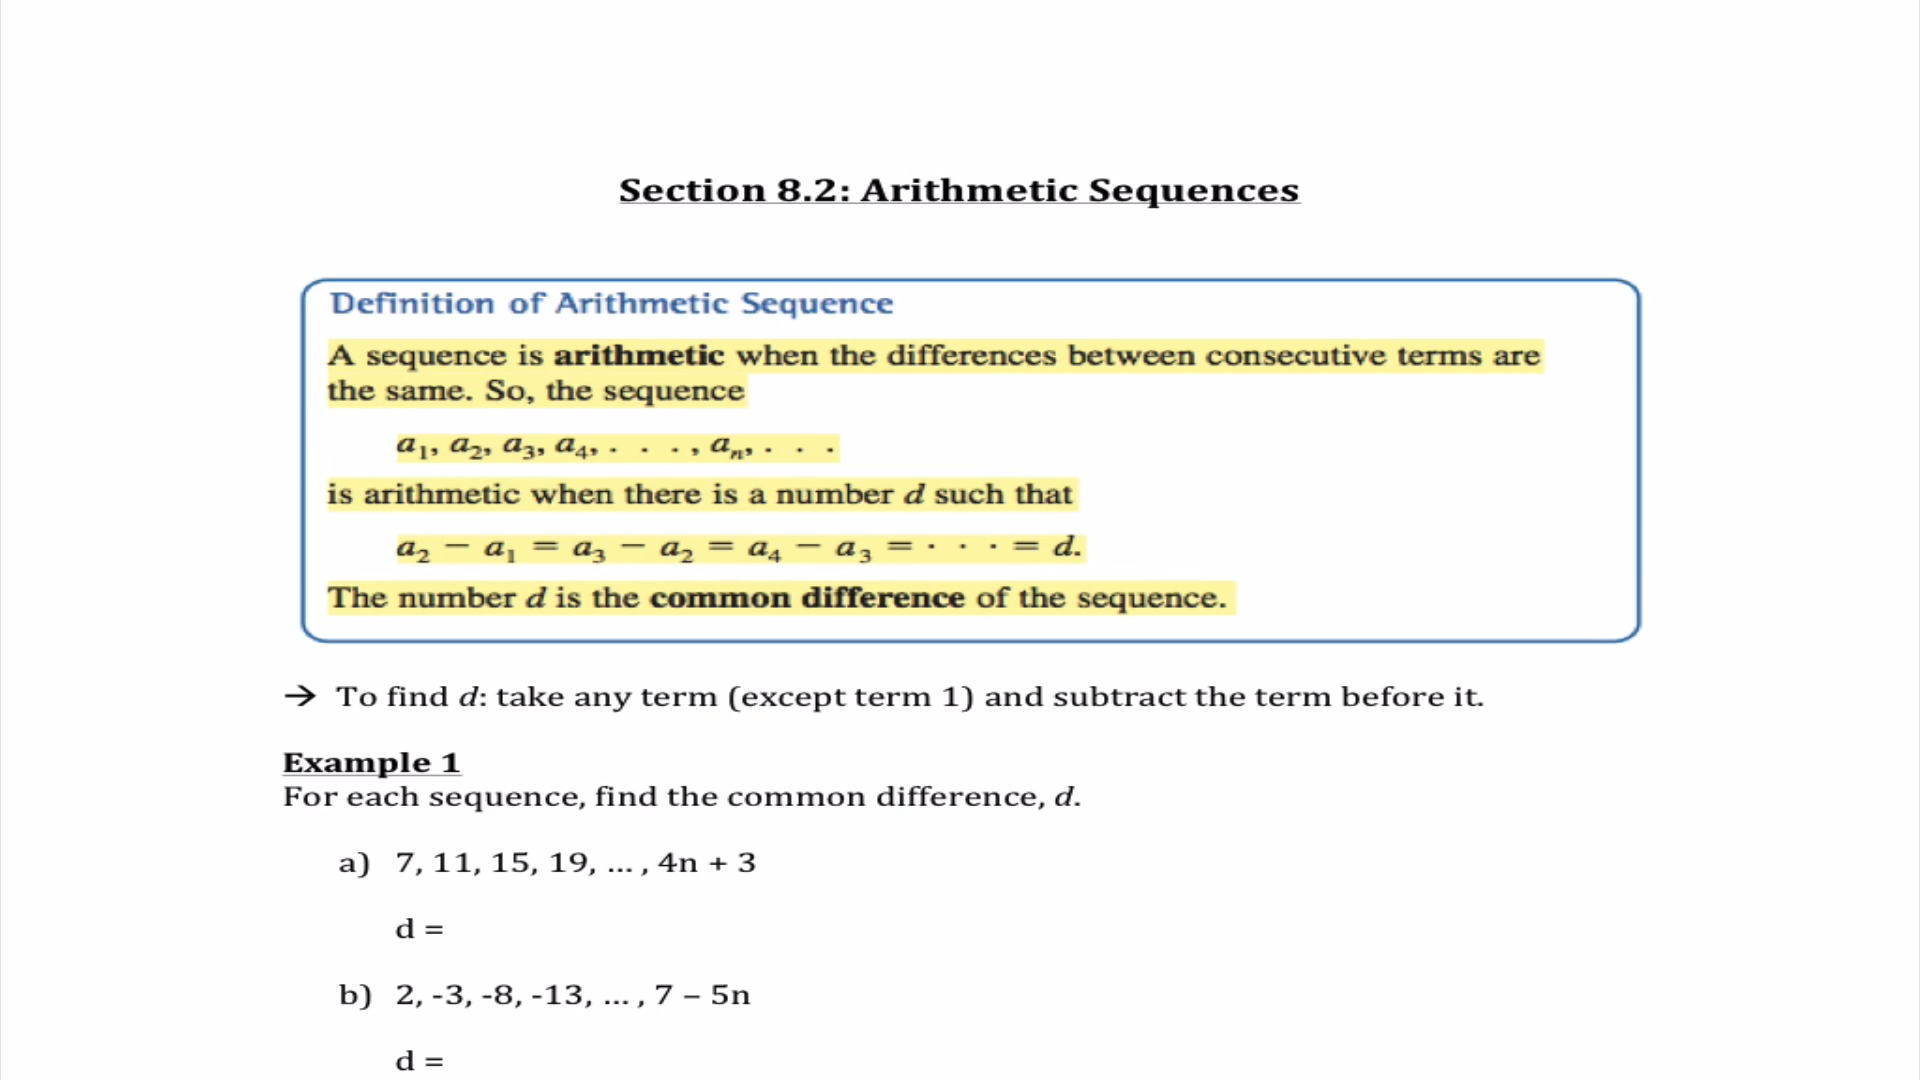 Section 8.2: Arithmetic Sequences
Definition of Arithmetic Sequence
A sequence is arithmetic when the differences between consecutive terms are
the same. So, the sequence
a₁, a₂, a₃, a₄, . . . , aₙ, . . .
is arithmetic when there is a number d such that
a₂ − a₁ = a₃ − a₂ = a₄ − a₃ = · · · = d.
The number d is the common difference of the sequence.
→ To find d: take any term (except term 1) and subtract the term before it.
Example 1
For each sequence, find the common difference, d.
a) 7, 11, 15, 19, … , 4n + 3
d =
b) 2, -3, -8, -13, … , 7 – 5n
d =